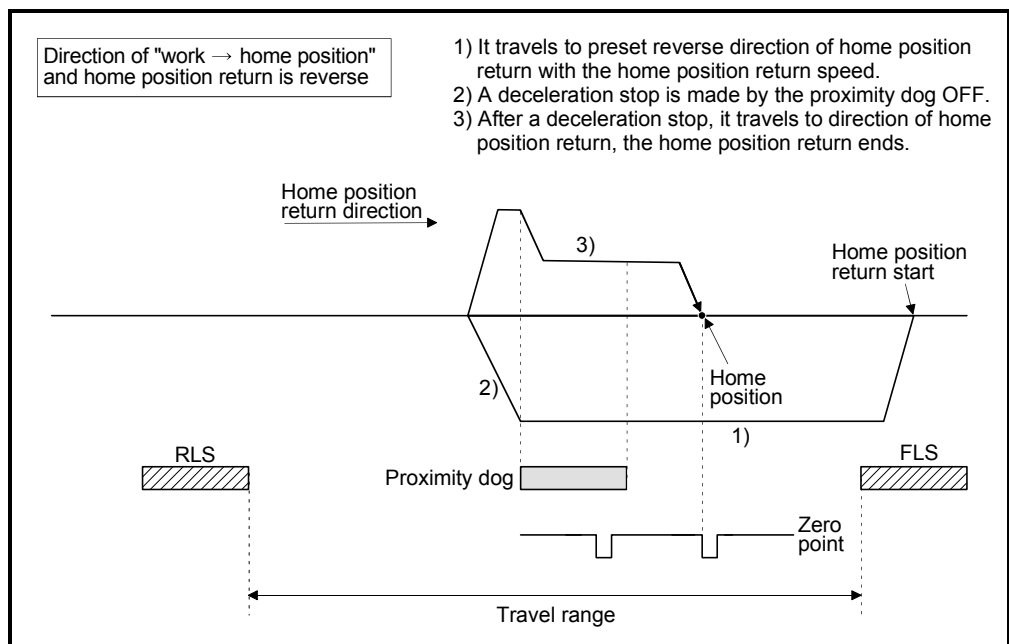 Direction of "work → home position"
and home position return is reverse
1) It travels to preset reverse direction of home position
return with the home position return speed.
2) A deceleration stop is made by the proximity dog OFF.
3) After a deceleration stop, it travels to direction of home
position return, the home position return ends.
Home position
return direction
3)
Home position
return start
2)
Home
position
1)
RLS
FLS
Proximity dog
Zero
point
Travel range